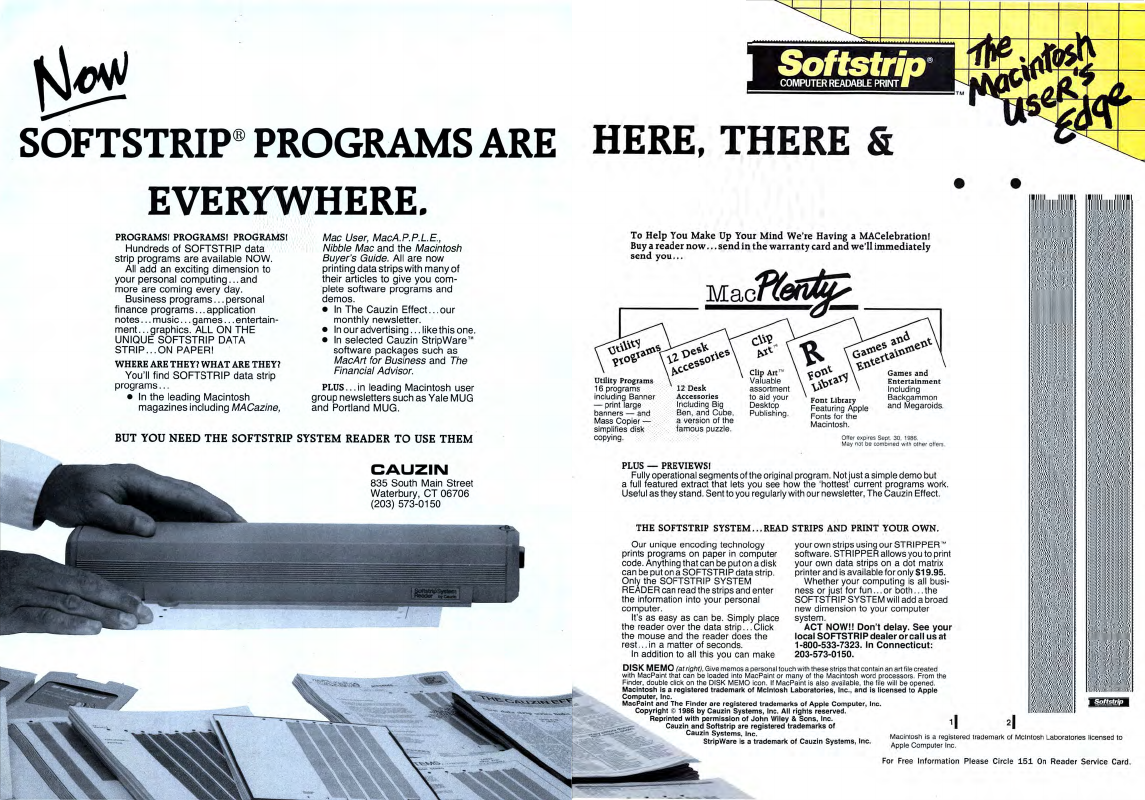 Now
SOFTSTRIP® PROGRAMS ARE
EVERYWHERE.
PROGRAMS! PROGRAMS! PROGRAMS!
Hundreds of SOFTSTRIP data
strip programs are available NOW.
All add an exciting dimension to
your personal computing...and
more are coming every day.
Business programs...personal
finance programs...application
notes...music...games...entertain-
ment...graphics. ALL ON THE
UNIQUE SOFTSTRIP DATA
STRIP...ON PAPER!
WHERE ARE THEY? WHAT ARE THEY?
You'll find SOFTSTRIP data strip
programs...
● In the leading Macintosh
magazines including MACazine,
Mac User, MacA.P.P.L.E.,
Nibble Mac and the Macintosh
Buyer's Guide. All are now
printing data strips with many of
their articles to give you com-
plete software programs and
demos.
● In The Cauzin Effect...our
monthly newsletter.
● In our advertising...like this one.
● In selected Cauzin StripWare™
software packages such as
MacArt for Business and The
Financial Advisor.
PLUS...in leading Macintosh user
group newsletters such as Yale MUG
and Portland MUG.
BUT YOU NEED THE SOFTSTRIP SYSTEM READER TO USE THEM
CAUZIN
835 South Main Street
Waterbury, CT 06706
(203) 573-0150
Softstrip System
Reader by Cauzin
THE CAUZIN EFF
Softstrip®
COMPUTER READABLE PRINT
TM
The
Macintosh
User's
Edge
HERE, THERE &
To Help You Make Up Your Mind We're Having a MACelebration!
Buy a reader now...send in the warranty card and we'll immediately
send you...
MacPlenty
Utility
Programs
12 Desk
Accessories
Clip
Art™
R
Font
Library
Games and
Entertainment
Utility Programs
16 programs
including Banner
— print large
banners — and
Mass Copier —
simplifies disk
copying.
12 Desk
Accessories
Including Big
Ben, and Cube,
a version of the
famous puzzle.
Clip Art™
Valuable
assortment
to aid your
Desktop
Publishing.
Font Library
Featuring Apple
Fonts for the
Macintosh.
Games and
Entertainment
Including
Backgammon
and Megaroids.
Offer expires Sept. 30, 1986.
May not be combined with other offers.
PLUS — PREVIEWS!
Fully operational segments of the original program. Not just a simple demo but
a full featured extract that lets you see how the 'hottest' current programs work.
Useful as they stand. Sent to you regularly with our newsletter, The Cauzin Effect.
THE SOFTSTRIP SYSTEM...READ STRIPS AND PRINT YOUR OWN.
Our unique encoding technology
prints programs on paper in computer
code. Anything that can be put on a disk
can be put on a SOFTSTRIP data strip.
Only the SOFTSTRIP SYSTEM
READER can read the strips and enter
the information into your personal
computer.
It's as easy as can be. Simply place
the reader over the data strip...Click
the mouse and the reader does the
rest...in a matter of seconds.
In addition to all this you can make
your own strips using our STRIPPER™
software. STRIPPER allows you to print
your own data strips on a dot matrix
printer and is available for only $19.95.
Whether your computing is all busi-
ness or just for fun...or both...the
SOFTSTRIP SYSTEM will add a broad
new dimension to your computer
system.
ACT NOW!! Don't delay. See your
local SOFTSTRIP dealer or call us at
1-800-533-7323. In Connecticut:
203-573-0150.
DISK MEMO (at right), Give memos a personal touch with these strips that contain an art file created
with MacPaint that can be loaded into MacPaint or many of the Macintosh word processors. From the
Finder, double click on the DISK MEMO icon. If MacPaint is also available, the file will be opened.
Macintosh is a registered trademark of McIntosh Laboratories, Inc., and is licensed to Apple
Computer, Inc.
MacPaint and The Finder are registered trademarks of Apple Computer, Inc.
Copyright © 1986 by Cauzin Systems, Inc. All rights reserved.
Reprinted with permission of John Wiley & Sons, Inc.
Cauzin and Softstrip are registered trademarks of
Cauzin Systems, Inc.
StripWare is a trademark of Cauzin Systems, Inc.
Softstrip
1 2
Macintosh is a registered trademark of McIntosh Laboratories licensed to
Apple Computer Inc.
For Free Information Please Circle 151 On Reader Service Card.